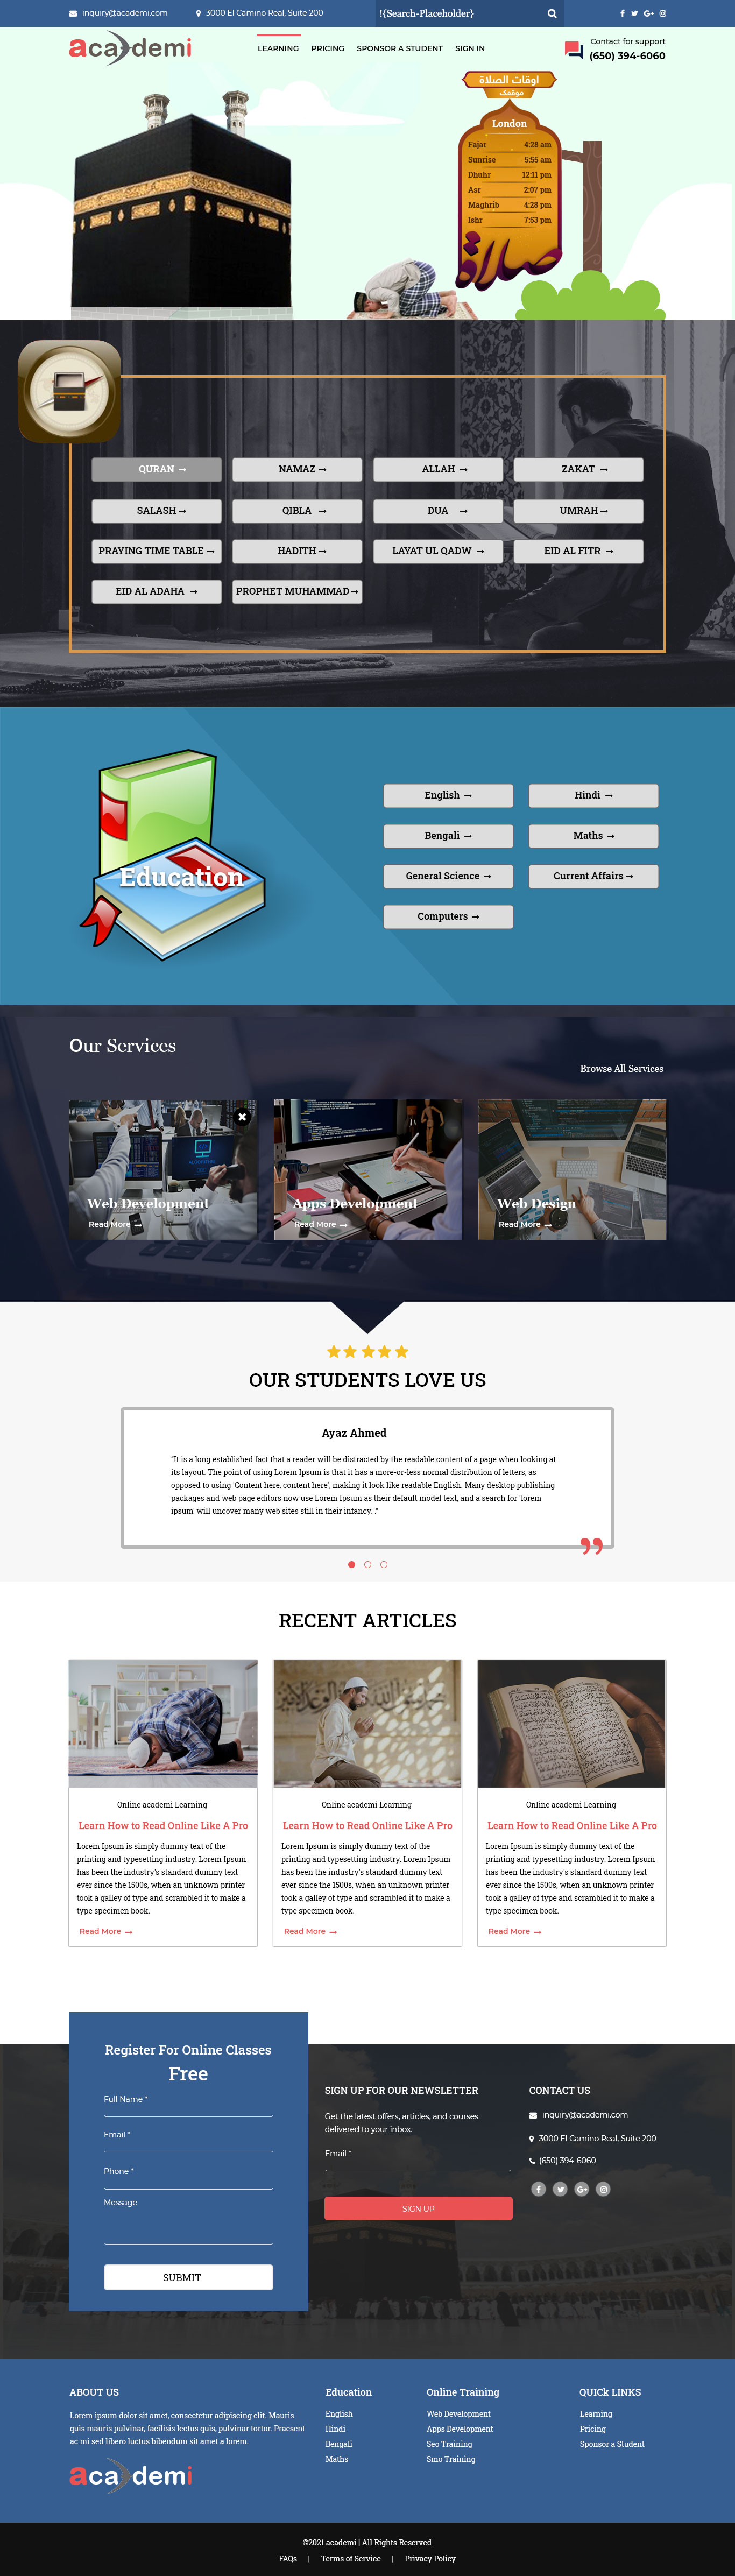 inquiry@academi.com
3000 El Camino Real, Suite 200
!{Search-Placeholder}
academi
LEARNING
PRICING
SPONSOR A STUDENT
SIGN IN
Contact for support
(650) 394-6060
اوقات الصلاة
موقعك
London
Fajar 4:28 am
Sunrise 5:55 am
Dhuhr 12:11 pm
Asr 2:07 pm
Maghrib 4:28 pm
Ishr 7:53 pm
صلاة
QURAN
NAMAZ
ALLAH
ZAKAT
SALASH
QIBLA
DUA
UMRAH
PRAYING TIME TABLE
HADITH
LAYAT UL QADW
EID AL FITR
EID AL ADAHA
PROPHET MUHAMMAD
Education
English
Hindi
Bengali
Maths
General Science
Current Affairs
Computers
Our Services
Browse All Services
Web Development
Read More
Apps Development
Read More
Web Design
Read More
OUR STUDENTS LOVE US
Ayaz Ahmed
"It is a long established fact that a reader will be distracted by the readable content of a page when looking at
its layout. The point of using Lorem Ipsum is that it has a more-or-less normal distribution of letters, as
opposed to using 'Content here, content here', making it look like readable English. Many desktop publishing
packages and web page editors now use Lorem Ipsum as their default model text, and a search for 'lorem
ipsum' will uncover many web sites still in their infancy. ."
RECENT ARTICLES
Online academi Learning
Learn How to Read Online Like A Pro
Lorem Ipsum is simply dummy text of the
printing and typesetting industry. Lorem Ipsum
has been the industry's standard dummy text
ever since the 1500s, when an unknown printer
took a galley of type and scrambled it to make a
type specimen book.
Read More
Online academi Learning
Learn How to Read Online Like A Pro
Lorem Ipsum is simply dummy text of the
printing and typesetting industry. Lorem Ipsum
has been the industry's standard dummy text
ever since the 1500s, when an unknown printer
took a galley of type and scrambled it to make a
type specimen book.
Read More
Online academi Learning
Learn How to Read Online Like A Pro
Lorem Ipsum is simply dummy text of the
printing and typesetting industry. Lorem Ipsum
has been the industry's standard dummy text
ever since the 1500s, when an unknown printer
took a galley of type and scrambled it to make a
type specimen book.
Read More
Register For Online Classes
Free
Full Name *
Email *
Phone *
Message
SUBMIT
SIGN UP FOR OUR NEWSLETTER
Get the latest offers, articles, and courses
delivered to your inbox.
Email *
SIGN UP
CONTACT US
inquiry@academi.com
3000 El Camino Real, Suite 200
(650) 394-6060
ABOUT US
Lorem ipsum dolor sit amet, consectetur adipiscing elit. Mauris
quis mauris pulvinar, facilisis lectus quis, pulvinar tortor. Praesent
ac mi sed libero luctus bibendum sit amet a lorem.
academi
Education
English
Hindi
Bengali
Maths
Online Training
Web Development
Apps Development
Seo Training
Smo Training
QUICk LINKS
Learning
Pricing
Sponsor a Student
©2021 academi | All Rights Reserved
FAQs | Terms of Service | Privacy Policy